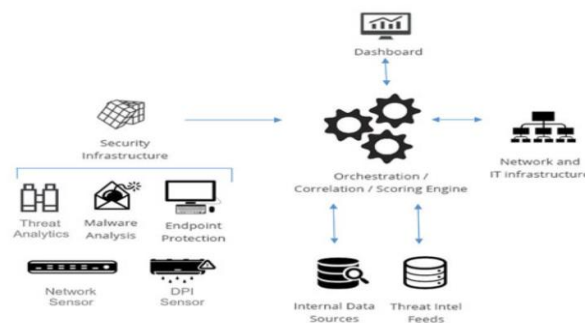 Dashboard
Security
Infrastructure
Orchestration /
Correlation / Scoring Engine
Network and
IT infrastructure
Threat
Analytics
Malware
Analysis
Endpoint
Protection
Network
Sensor
DPI
Sensor
Internal Data
Sources
Threat Intel
Feeds